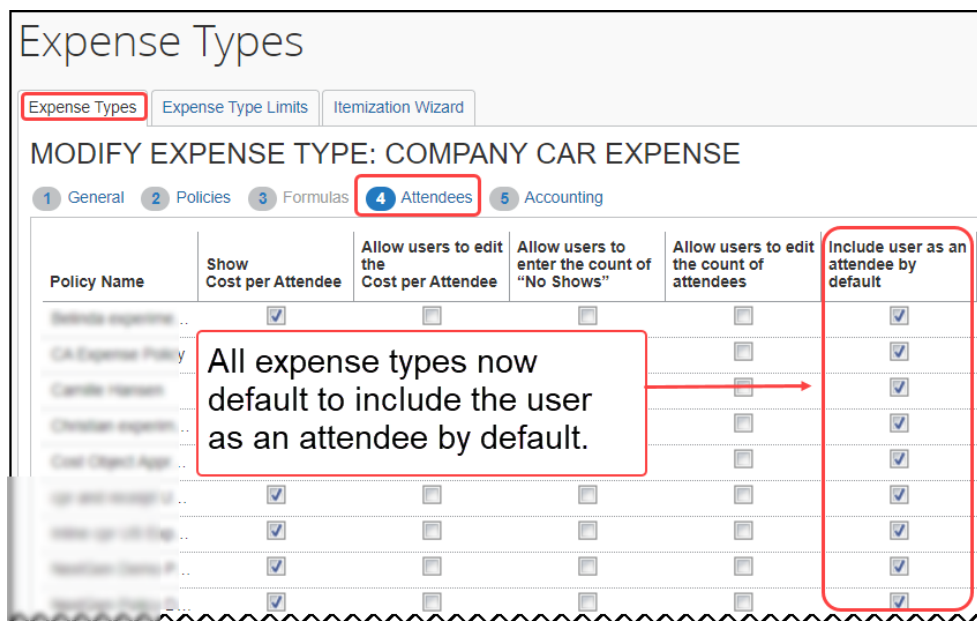 Expense Types
Expense Types Expense Type Limits Itemization Wizard
MODIFY EXPENSE TYPE: COMPANY CAR EXPENSE
1 General 2 Policies 3 Formulas 4 Attendees 5 Accounting
Policy Name
Show
Cost per Attendee
Allow users to edit
the
Cost per Attendee
Allow users to
enter the count of
“No Shows”
Allow users to edit
the count of
attendees
Include user as an
attendee by
default
All expense types now
default to include the user
as an attendee by default.